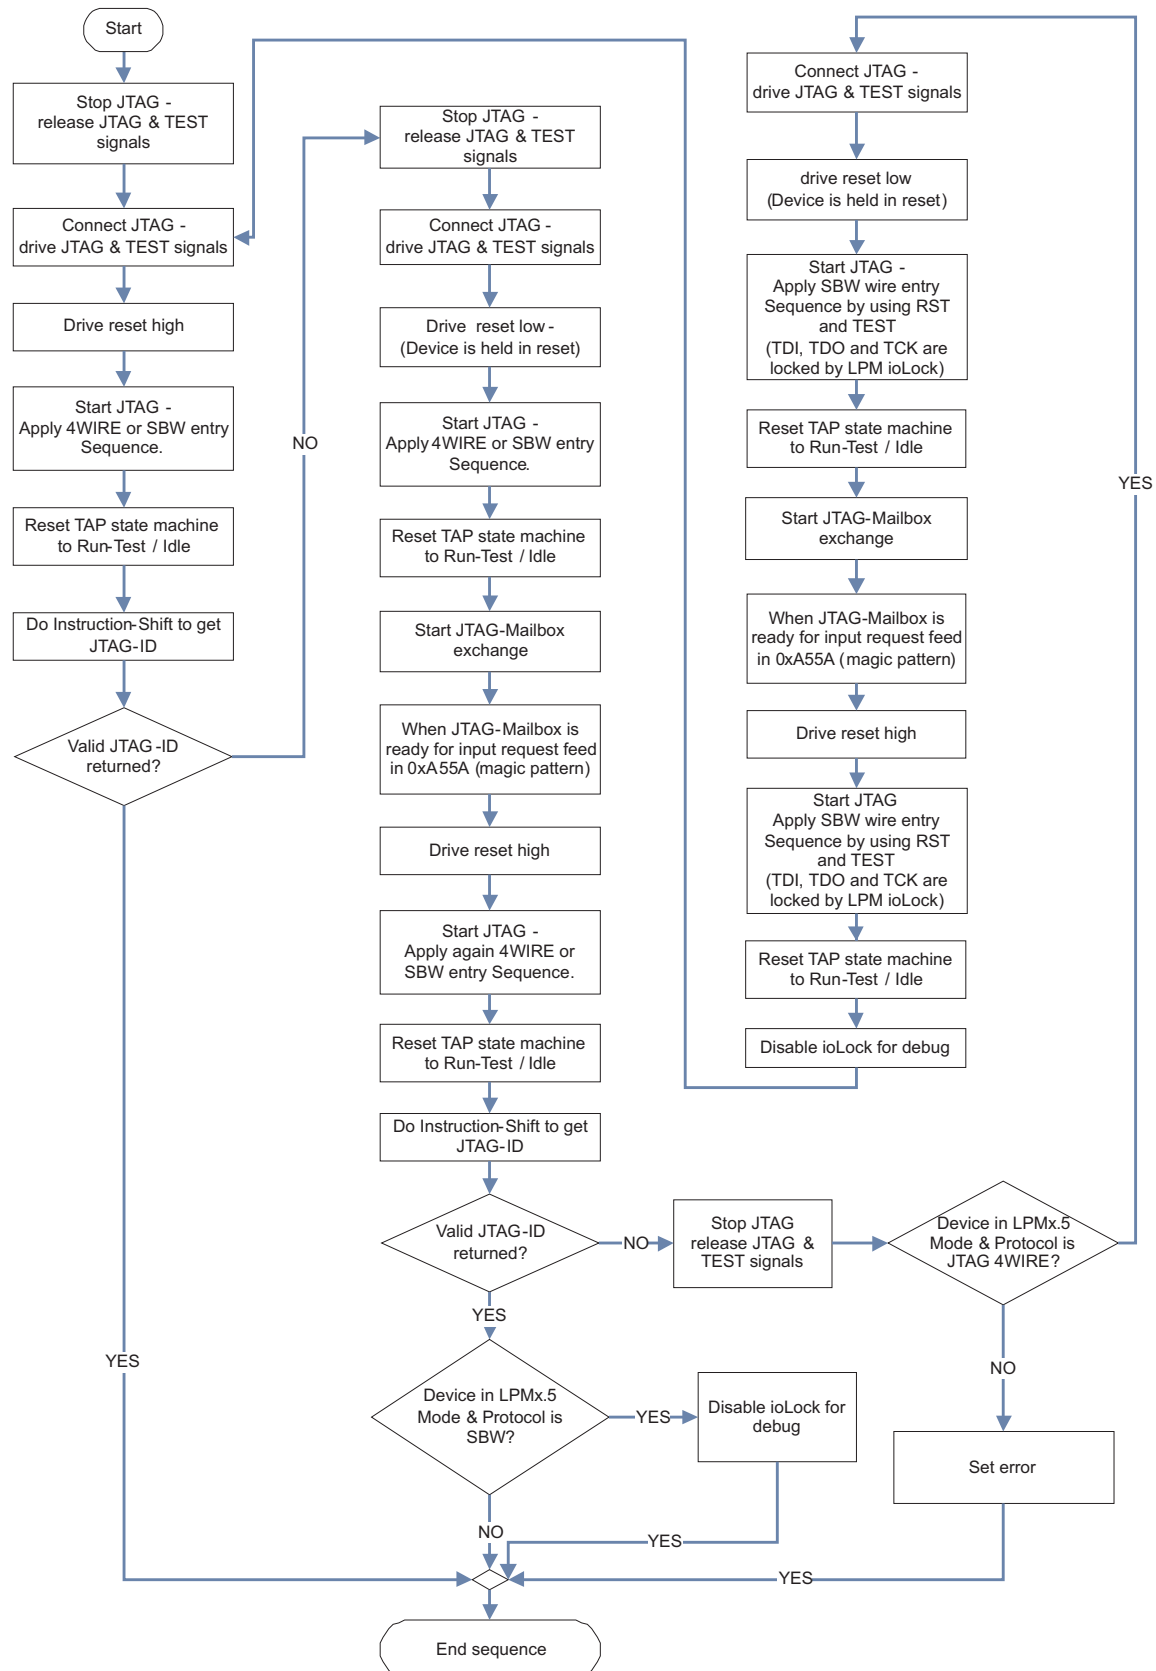 Start
Stop JTAG -
release JTAG & TEST
signals
Connect JTAG -
drive JTAG & TEST signals
Drive reset high
Start JTAG -
Apply 4WIRE or SBW entry
Sequence.
Reset TAP state machine
to Run-Test / Idle
Do Instruction-Shift to get
JTAG-ID
Valid JTAG-ID
returned?
NO
YES
Stop JTAG -
release JTAG & TEST
signals
Connect JTAG -
drive JTAG & TEST signals
Drive reset low -
(Device is held in reset)
Start JTAG -
Apply 4WIRE or SBW entry
Sequence.
Reset TAP state machine
to Run-Test / Idle
Start JTAG-Mailbox
exchange
When JTAG-Mailbox is
ready for input request feed
in 0xA55A (magic pattern)
Drive reset high
Start JTAG -
Apply again 4WIRE or
SBW entry Sequence.
Reset TAP state machine
to Run-Test / Idle
Do Instruction-Shift to get
JTAG-ID
Valid JTAG-ID
returned?
NO
YES
Stop JTAG
release JTAG &
TEST signals
Device in LPMx.5
Mode & Protocol is
JTAG 4WIRE?
YES
NO
Connect JTAG -
drive JTAG & TEST signals
drive reset low
(Device is held in reset)
Start JTAG -
Apply SBW wire entry
Sequence by using RST
and TEST
(TDI, TDO and TCK are
locked by LPM ioLock)
Reset TAP state machine
to Run-Test / Idle
Start JTAG-Mailbox
exchange
When JTAG-Mailbox is
ready for input request feed
in 0xA55A (magic pattern)
Drive reset high
Start JTAG
Apply SBW wire entry
Sequence by using RST
and TEST
(TDI, TDO and TCK are
locked by LPM ioLock)
Reset TAP state machine
to Run-Test / Idle
Disable ioLock for debug
Device in LPMx.5
Mode & Protocol is
SBW?
YES
Disable ioLock for
debug
Set error
NO
YES
YES
End sequence